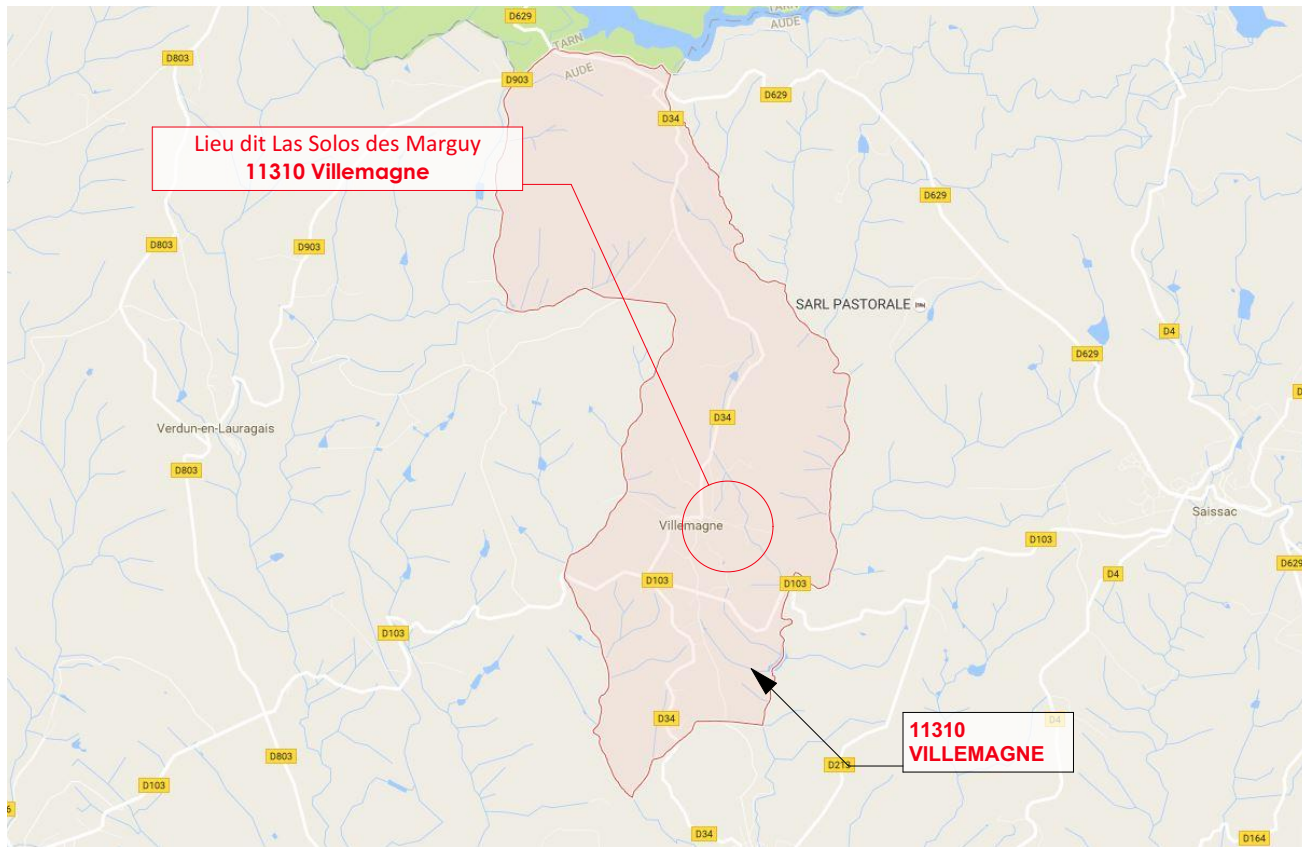 D629
TARN
AUDE
TARN
AUDE
D803
D903
D629
D34
Lieu dit Las Solos des Marguy
11310 Villemagne
D629
D803
D903
SARL PASTORALE
D4
D629
D
D34
Verdun-en-Lauragais
D803
Saissac
Villemagne
D103
D629
D103
D103
D4
D103
D34
D4
11310
VILLEMAGNE
D803
D213
D103
6
D34
D164